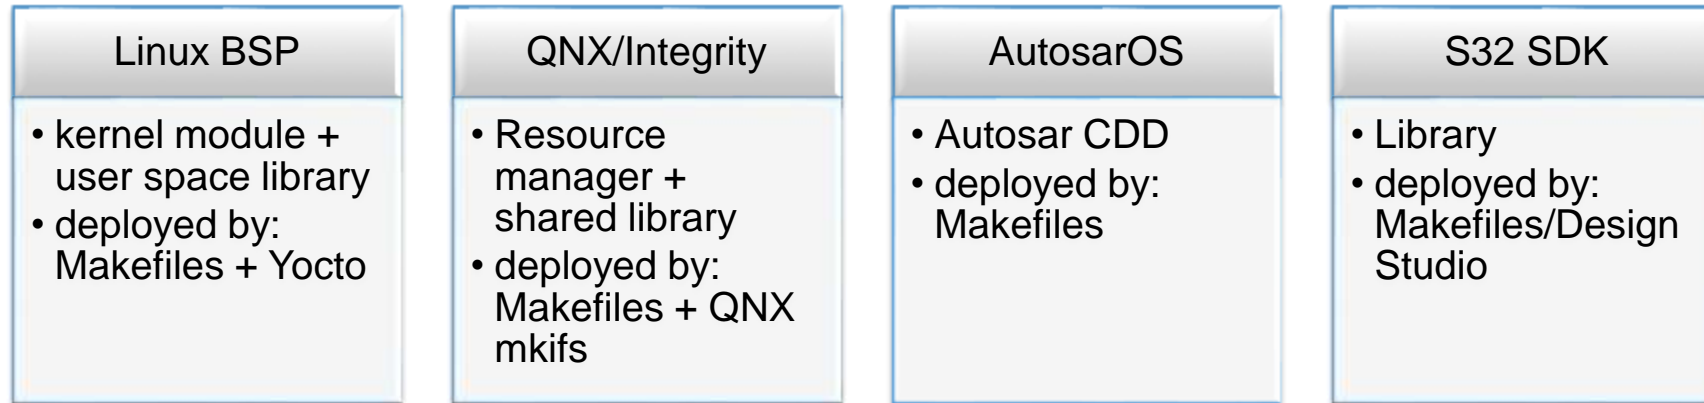 Linux BSP
• kernel module +
user space library
• deployed by:
Makefiles + Yocto
QNX/Integrity
• Resource
manager +
shared library
• deployed by:
Makefiles + QNX
mkifs
AutosarOS
• Autosar CDD
• deployed by:
Makefiles
S32 SDK
• Library
• deployed by:
Makefiles/Design
Studio